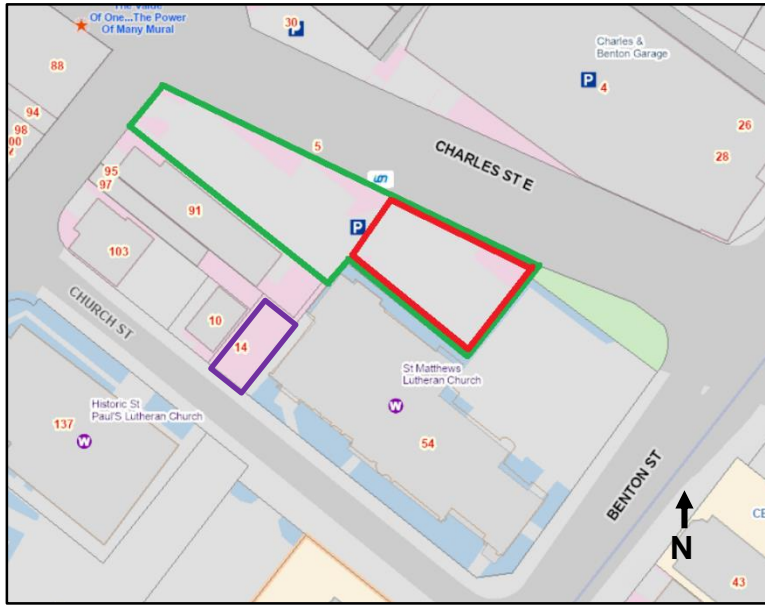 The Value
Of One...The Power
Of Many Mural
30
P
Charles &
Benton Garage
P
4
88
94
98
26
28
5
CHARLES ST E
95
97
91
P
103
CHURCH ST
10
14
St Matthews
Lutheran Church
W
Historic St
Paul'S Lutheran Church
137
W
54
BENTON ST
N
43